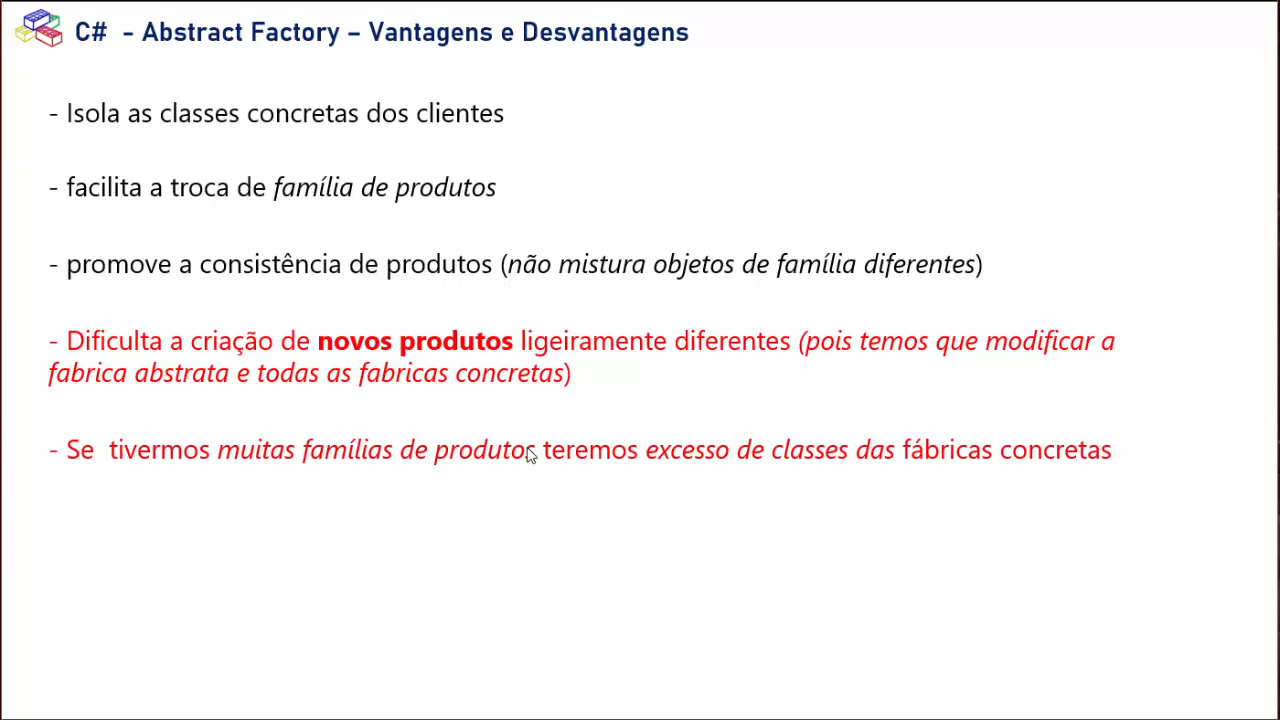 C# - Abstract Factory – Vantagens e Desvantagens
- Isola as classes concretas dos clientes
- facilita a troca de família de produtos
- promove a consistência de produtos (não mistura objetos de família diferentes)
- Dificulta a criação de novos produtos ligeiramente diferentes (pois temos que modificar a
fabrica abstrata e todas as fabricas concretas)
- Se tivermos muitas famílias de produtos teremos excesso de classes das fábricas concretas